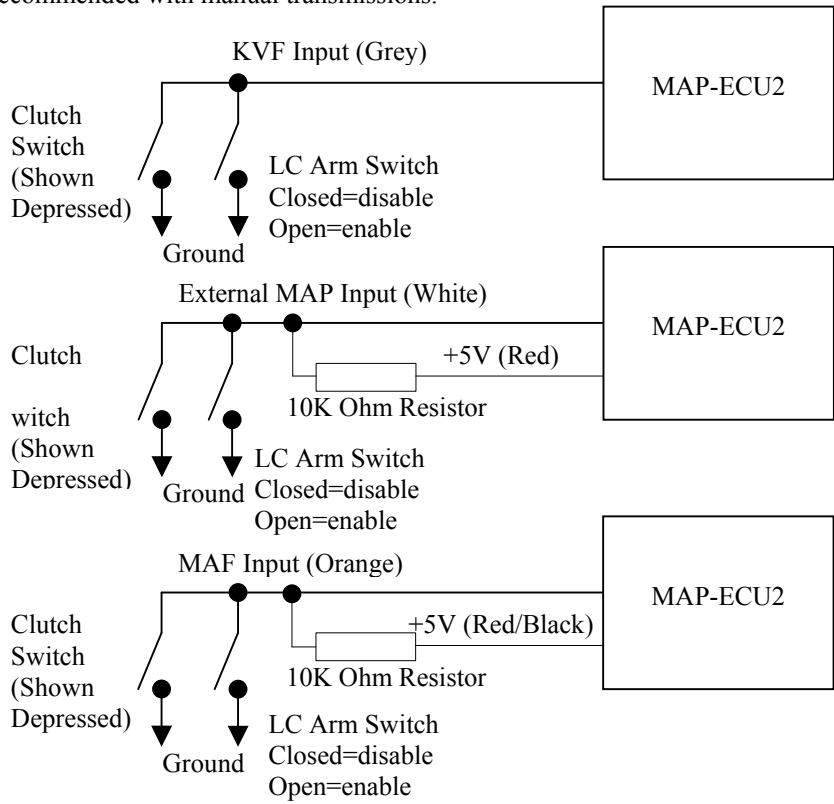 ecommended with manual transmissions.
KVF Input (Grey)
MAP-ECU2
Clutch
Switch
(Shown
Depressed)
LC Arm Switch
Closed=disable
Open=enable
Ground
External MAP Input (White)
MAP-ECU2
+5V (Red)
Clutch
witch
(Shown
Depressed)
10K Ohm Resistor
LC Arm Switch
Closed=disable
Open=enable
Ground
MAF Input (Orange)
MAP-ECU2
+5V (Red/Black)
Clutch
Switch
(Shown
Depressed)
10K Ohm Resistor
LC Arm Switch
Closed=disable
Open=enable
Ground